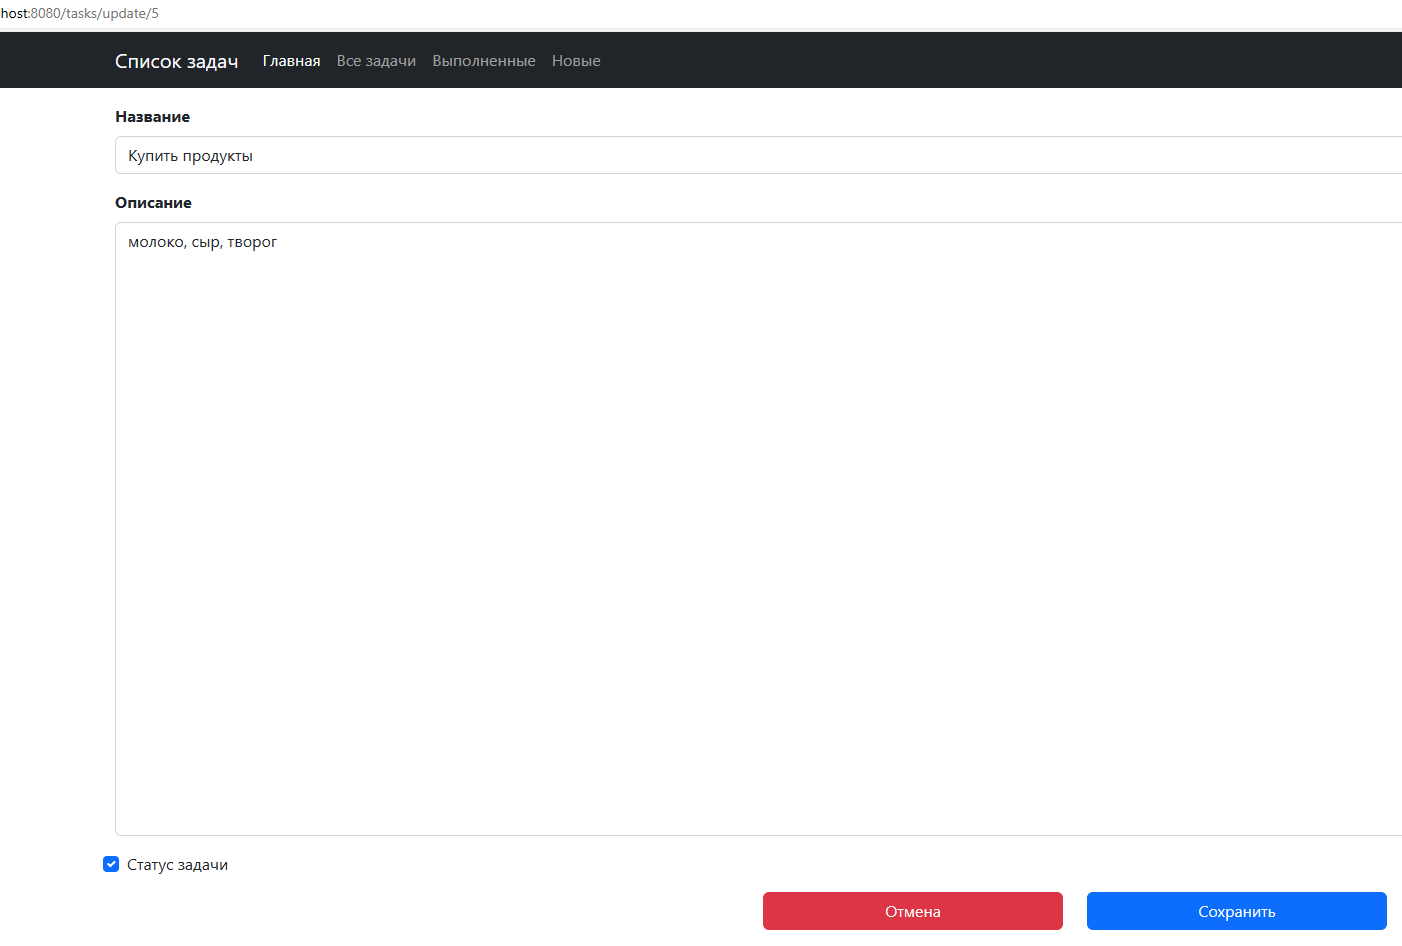 host:8080/tasks/update/5
Список задач Главная Все задачи Выполненные Новые
Название
Купить продукты
Описание
молоко, сыр, творог
Статус задачи
Отмена Сохранить